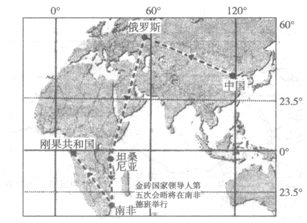 0° 60° 120°
俄罗斯
60°
中国
23.5°
刚果共和国
坦桑
尼亚
0°
金砖国家领导人第
五次会晤将在南非
德班举行
23.5°
南非